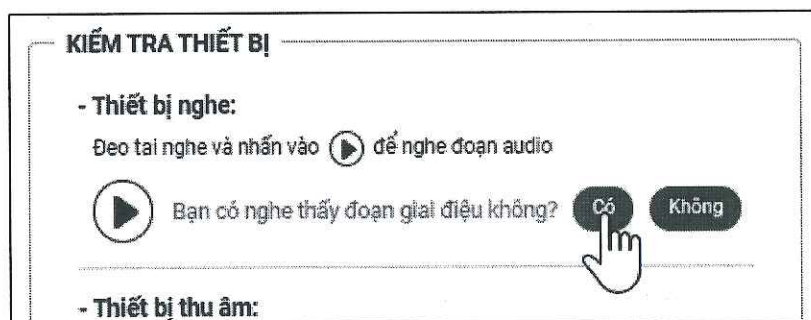 KIỂM TRA THIẾT BỊ
- Thiết bị nghe:
Đeo tai nghe và nhấn vào để nghe đoạn audio
Bạn có nghe thấy đoạn giai điệu không? Có Không
- Thiết bị thu âm: